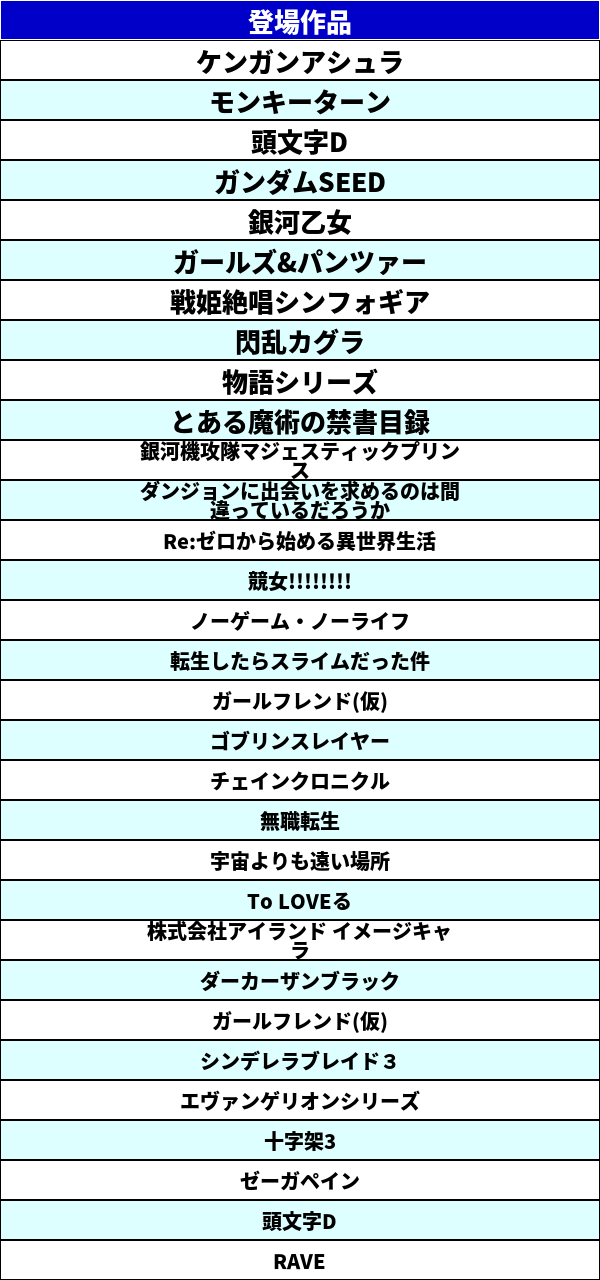 登場作品
ケンガンアシュラ
モンキーターン
頭文字D
ガンダムSEED
銀河乙女
ガールズ&パンツァー
戦姫絶唱シンフォギア
閃乱カグラ
物語シリーズ
とある魔術の禁書目録
銀河機攻隊マジェスティックプリン
ス
ダンジョンに出会いを求めるのは間
違っているだろうか
Re:ゼロから始める異世界生活
競女!!!!!!!!
ノーゲーム・ノーライフ
転生したらスライムだった件
ガールフレンド(仮)
ゴブリンスレイヤー
チェインクロニクル
無職転生
宇宙よりも遠い場所
To LOVEる
株式会社アイランド イメージキャ
ラ
ダーカーザンブラック
ガールフレンド(仮)
シンデレラブレイド３
エヴァンゲリオンシリーズ
十字架3
ゼーガペイン
頭文字D
RAVE